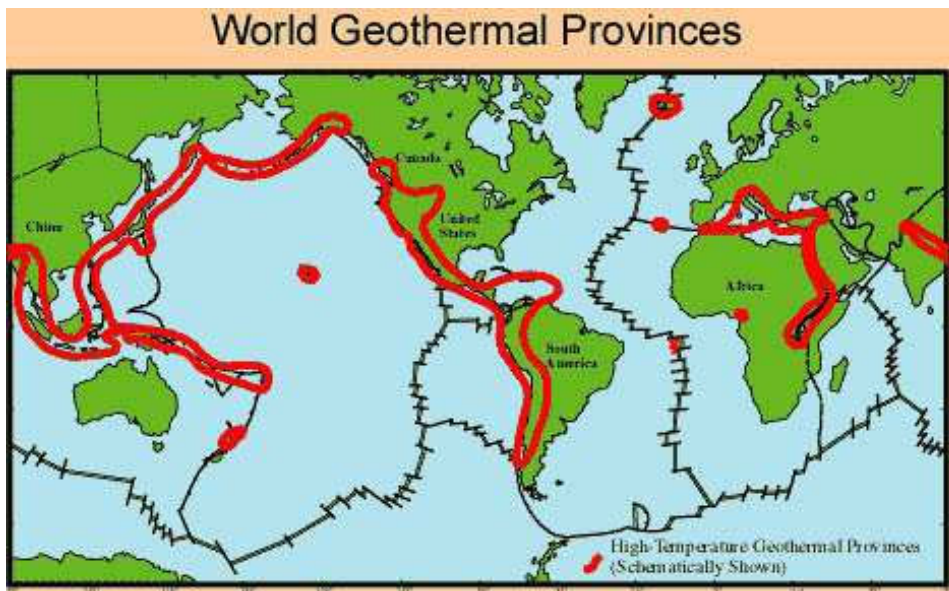 World Geothermal Provinces
Canada
China
United
States
Africa
South
America
High-Temperature Geothermal Provinces
(Schematically Shown)